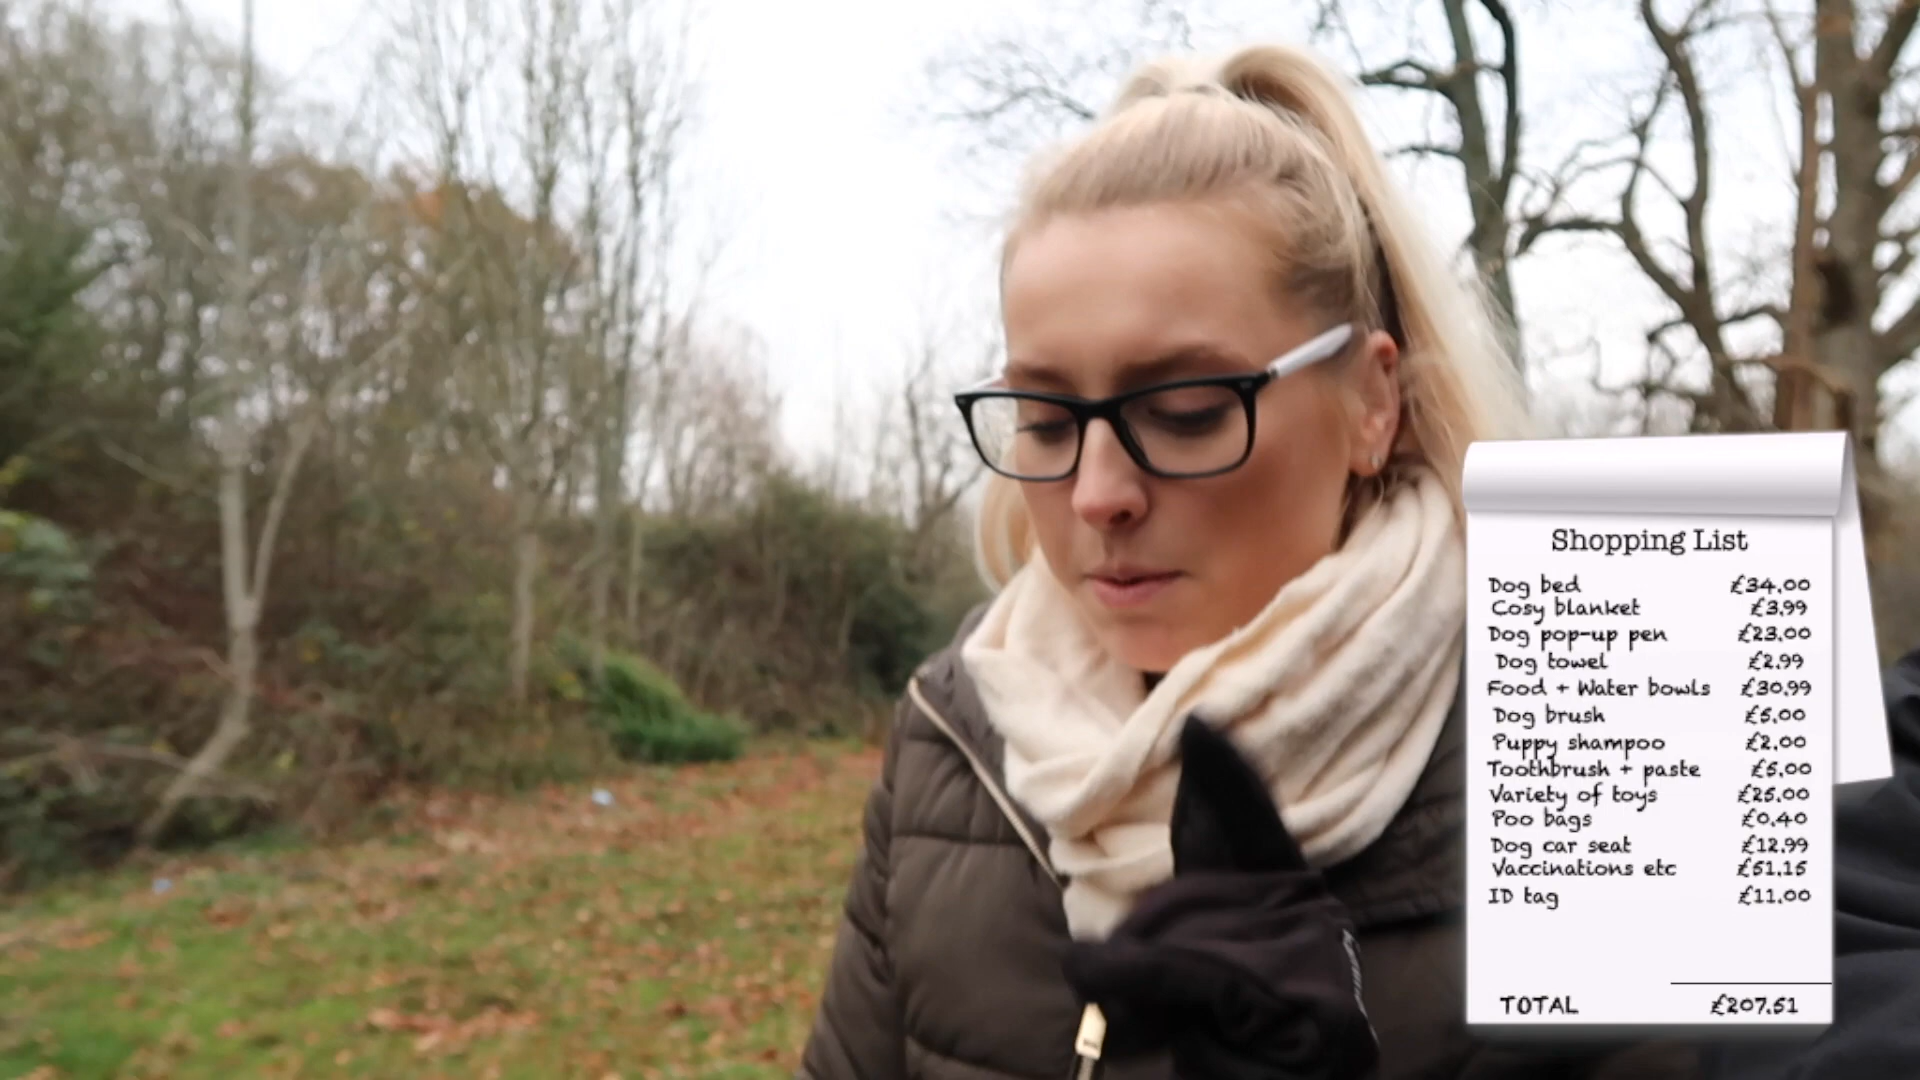 Shopping List
Dog bed £34.00
Cosy blanket £3.99
Dog pop-up pen £23.00
Dog towel £2.99
Food + Water bowls £30.99
Dog brush £5.00
Puppy shampoo £2.00
Toothbrush + paste £5.00
Variety of toys £25.00
Poo bags £0.40
Dog car seat £12.99
Vaccinations etc £51.15
ID tag £11.00
TOTAL £207.51